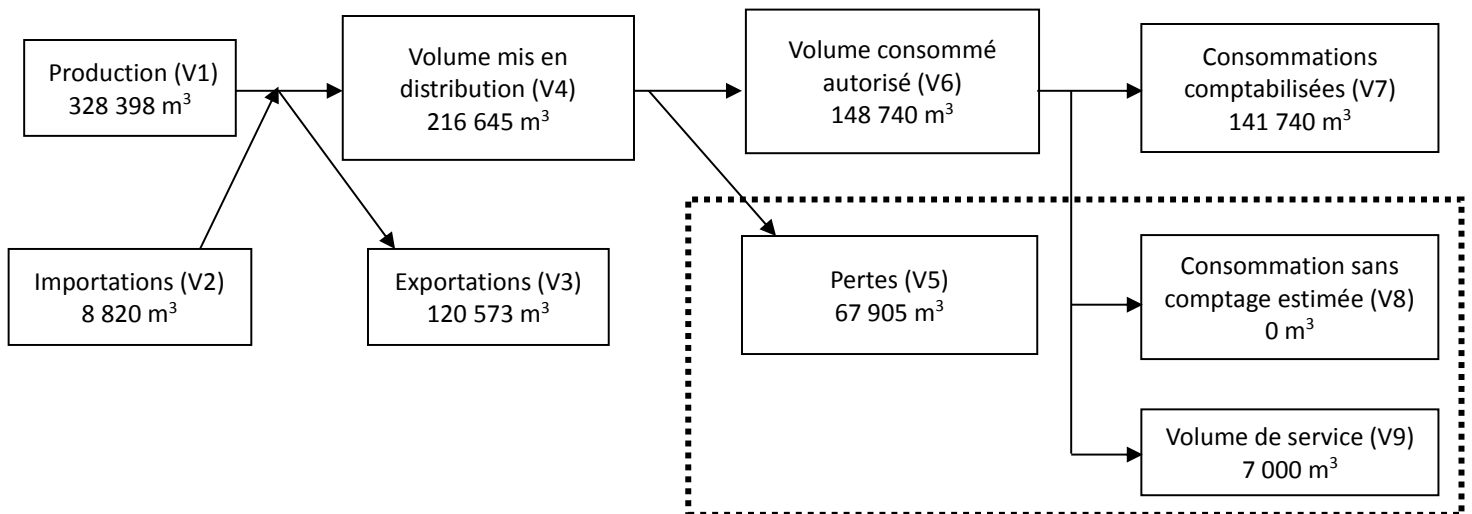 Production (V1)
328 398 m³
Volume mis en
distribution (V4)
216 645 m³
Volume consommé
autorisé (V6)
148 740 m³
Consommations
comptabilisées (V7)
141 740 m³
Importations (V2)
8 820 m³
Exportations (V3)
120 573 m³
Pertes (V5)
67 905 m³
Consommation sans
comptage estimée (V8)
0 m³
Volume de service (V9)
7 000 m³